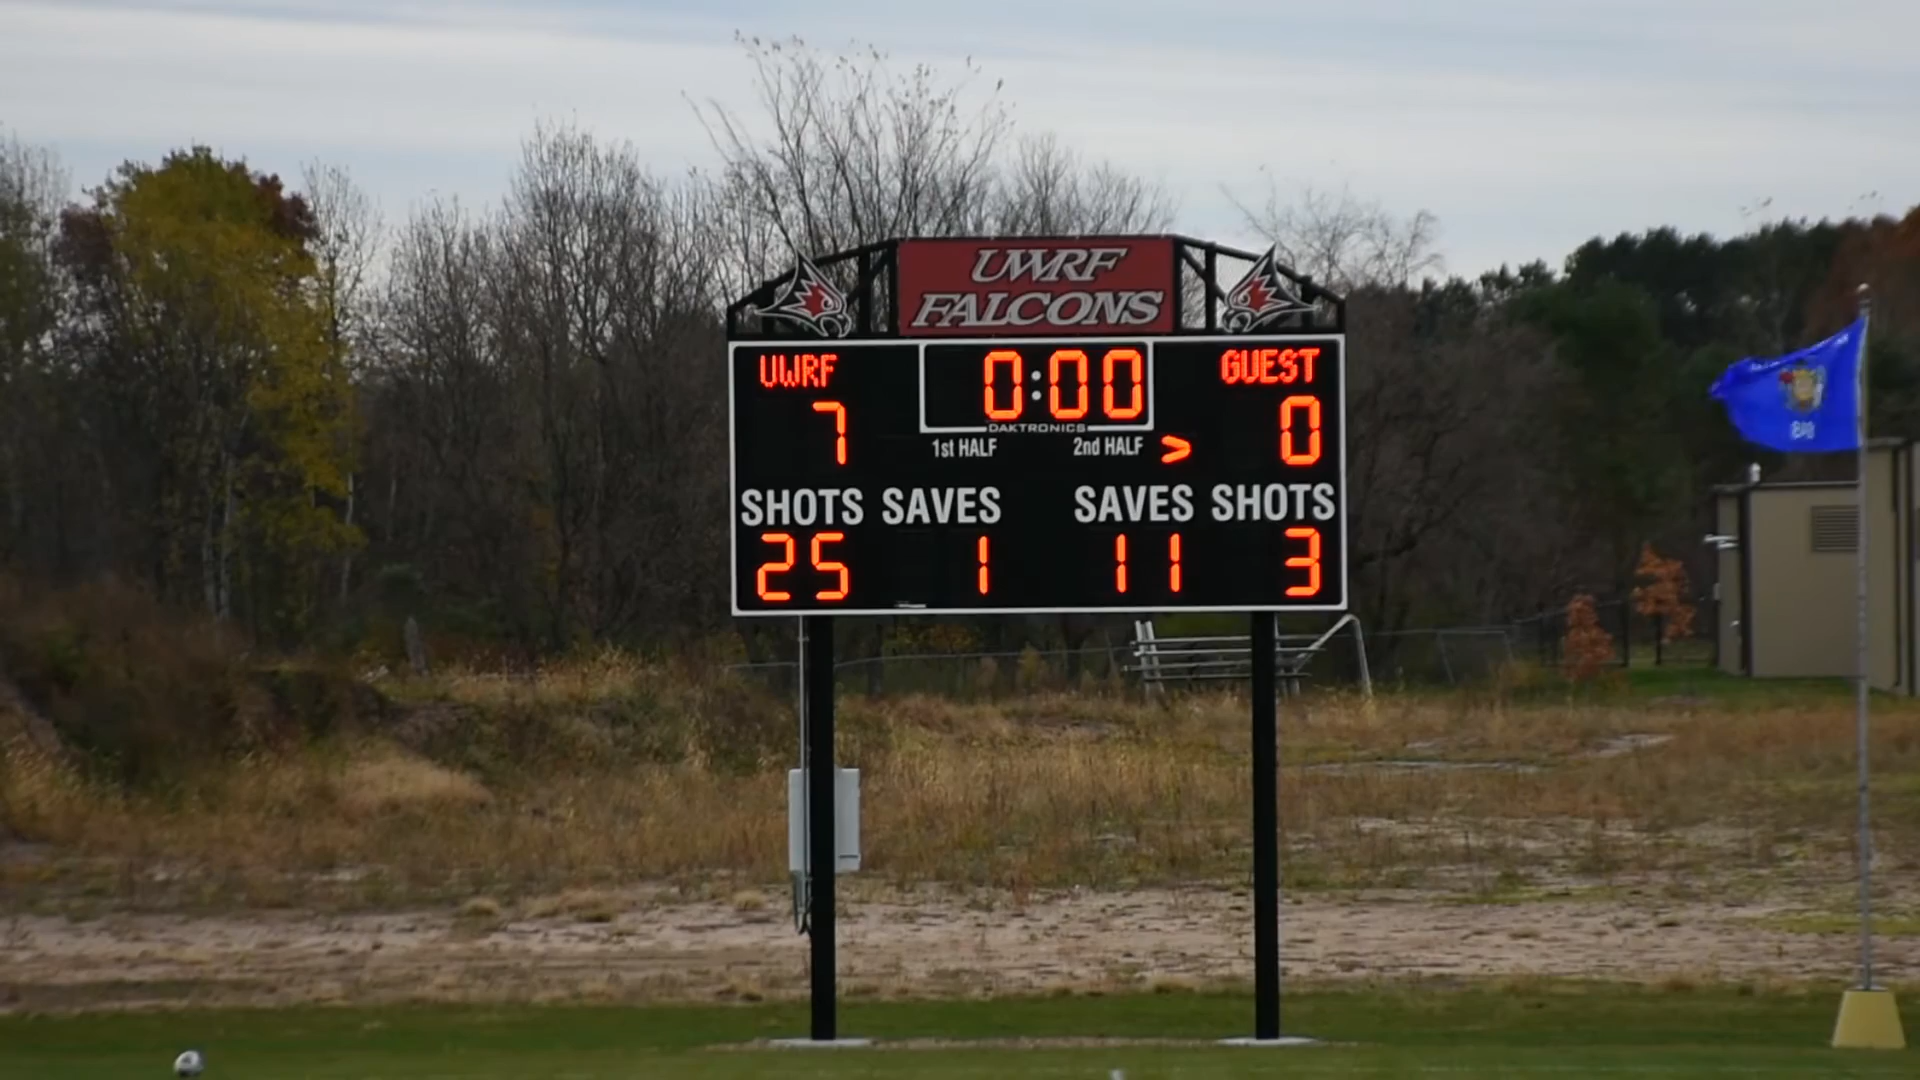 UWRF
FALCONS
UWRF 0:00 GUEST
7 0
DAKTRONICS
1st HALF 2nd HALF >
SHOTS SAVES SAVES SHOTS
25 1 11 3